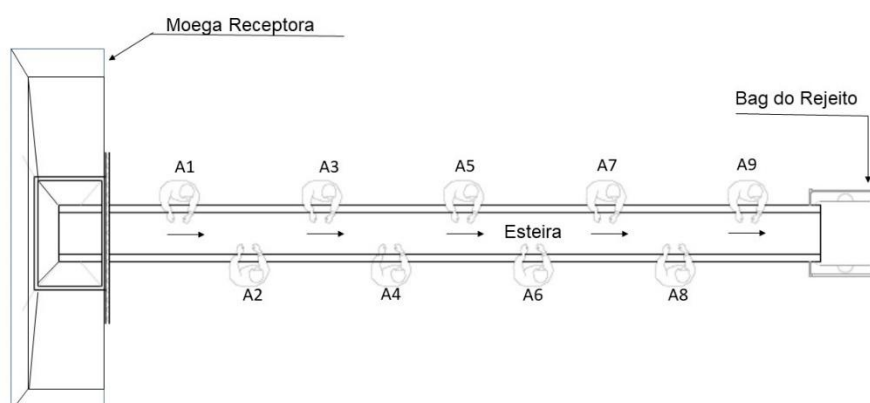 Moega Receptora
Bag do Rejeito
A1
A3
A5
A7
A9
Esteira
A2
A4
A6
A8